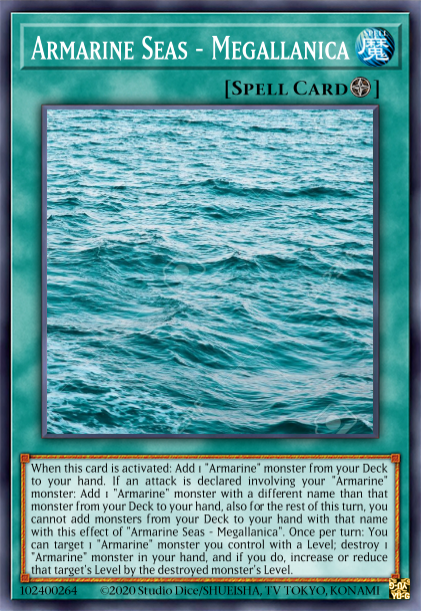 Armarine Seas - Megallanica
SPELL
魔
[Spell Card]
When this card is activated: Add 1 "Armarine" monster from your Deck
to your hand. If an attack is declared involving your "Armarine"
monster: Add 1 "Armarine" monster with a different name than that
monster from your Deck to your hand, also for the rest of this turn, you
cannot add monsters from your Deck to your hand with that name
with this effect of "Armarine Seas - Megallanica". Once per turn: You
can target 1 "Armarine" monster you control with a Level; destroy 1
"Armarine" monster in your hand, and if you do, increase or reduce
that target's Level by the destroyed monster's Level.
102400264 ©2020 Studio Dice/SHUEISHA, TV TOKYO, KONAMI